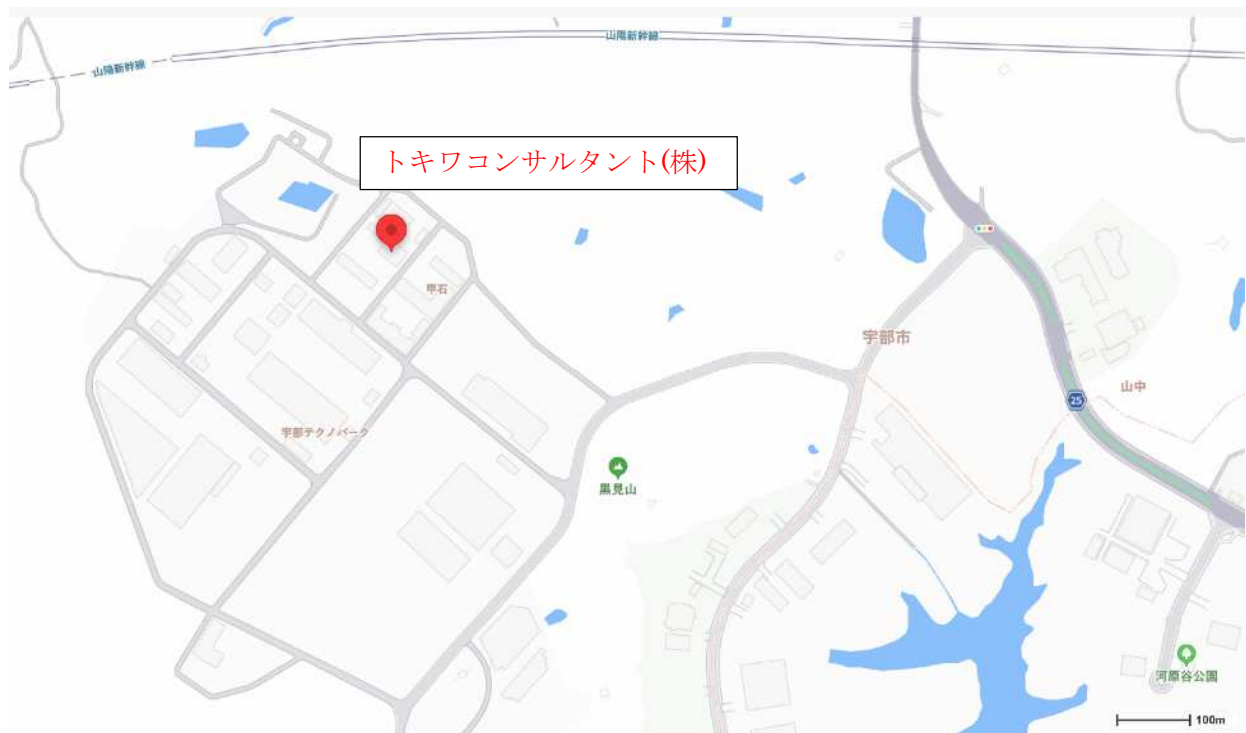 山陽新幹線
山陽新幹線
トキワコンサルタント(株)
甲石
宇部市
山中
25
宇部テクノパーク
黒見山
河原谷公園
100m